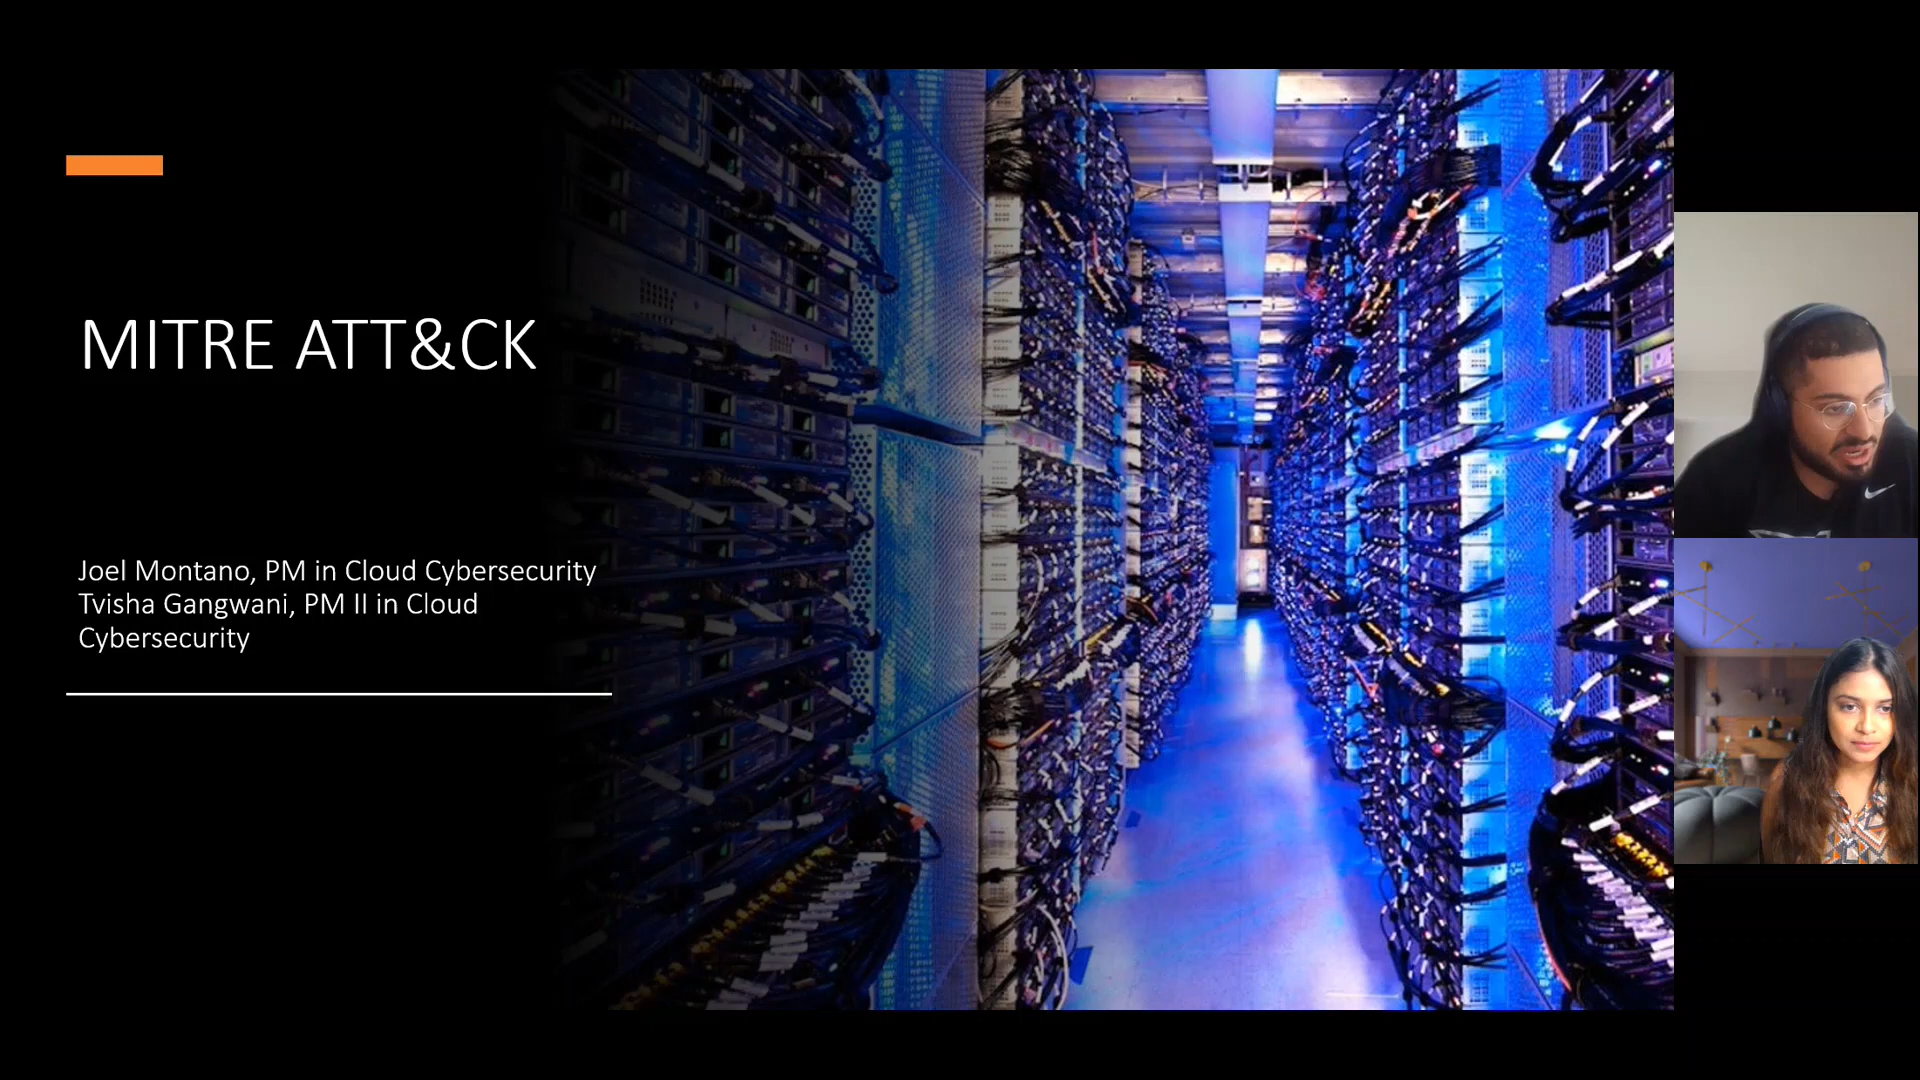 MITRE ATT&CK
Joel Montano, PM in Cloud Cybersecurity
Tvisha Gangwani, PM II in Cloud
Cybersecurity